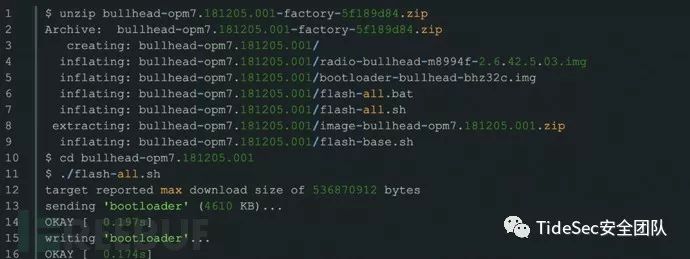 1 $ unzip bullhead-opm7.181205.001-factory-5f189d84.zip
2 Archive:  bullhead-opm7.181205.001-factory-5f189d84.zip
3    creating: bullhead-opm7.181205.001/
4   inflating: bullhead-opm7.181205.001/radio-bullhead-m8994f-2.6.42.5.03.img
5   inflating: bullhead-opm7.181205.001/bootloader-bullhead-bhz32c.img
6   inflating: bullhead-opm7.181205.001/flash-all.bat
7   inflating: bullhead-opm7.181205.001/flash-all.sh
8  extracting: bullhead-opm7.181205.001/image-bullhead-opm7.181205.001.zip
9   inflating: bullhead-opm7.181205.001/flash-base.sh
10 $ cd bullhead-opm7.181205.001
11 $ ./flash-all.sh
12 target reported max download size of 536870912 bytes
13 sending 'bootloader' (4610 KB)...
14 OKAY [  0.197s]
15 writing 'bootloader'...
16 OKAY [  0.174s]
TideSec安全团队